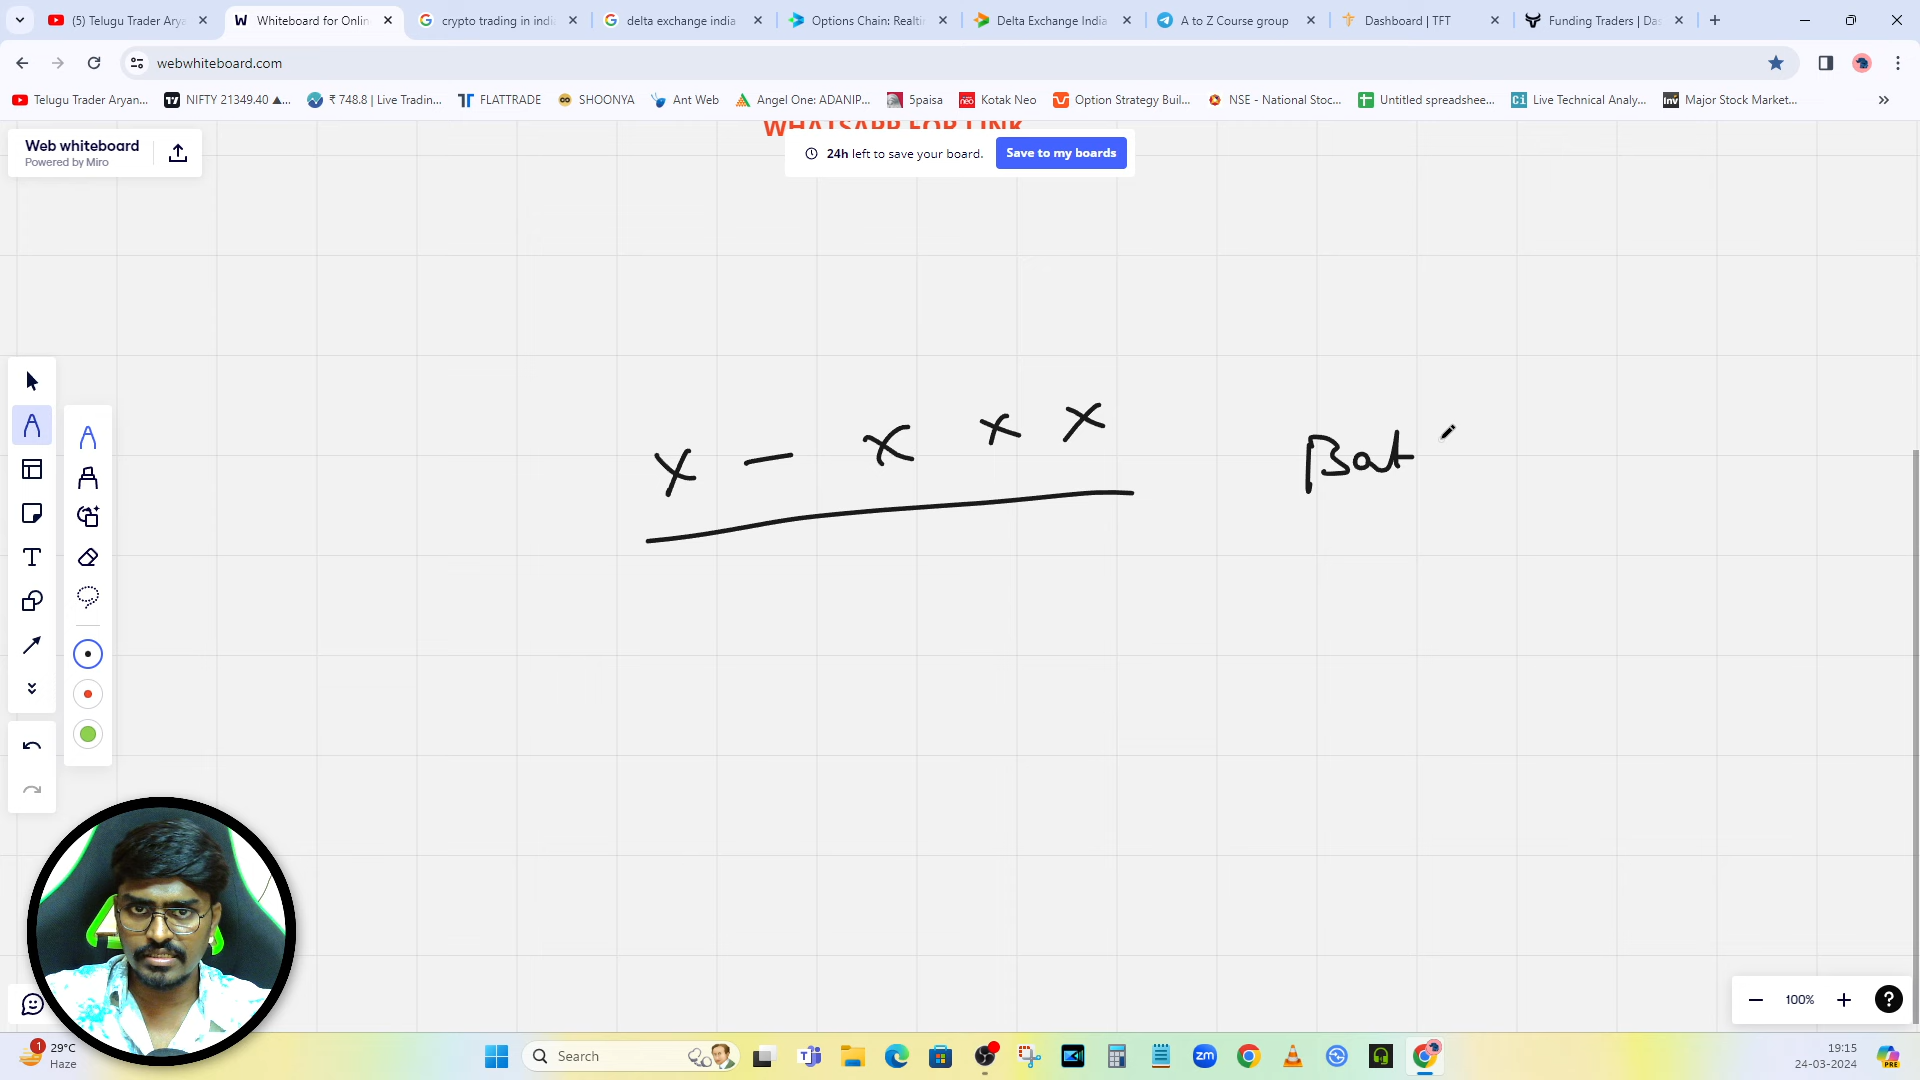 (5) Telugu Trader Arya
Whiteboard for Onlin
crypto trading in indi
delta exchange india
Options Chain: Realti
Delta Exchange India
A to Z Course group
Dashboard | TFT
Funding Traders | Das
webwhiteboard.com
Telugu Trader Aryan...
NIFTY 21349.40 ▲...
₹ 748.8 | Live Tradin...
FLATTRADE
SHOONYA
Ant Web
Angel One: ADANIP...
5paisa
Kotak Neo
Option Strategy Buil...
NSE - National Stoc...
Untitled spreadshee...
Live Technical Analy...
Major Stock Market...
WHATSAPP FOR LINK
Web whiteboard
Powered by Miro
24h left to save your board.
Save to my boards
x - x x x
Bat
100%
29°C
Haze
Search
19:15
24-03-2024